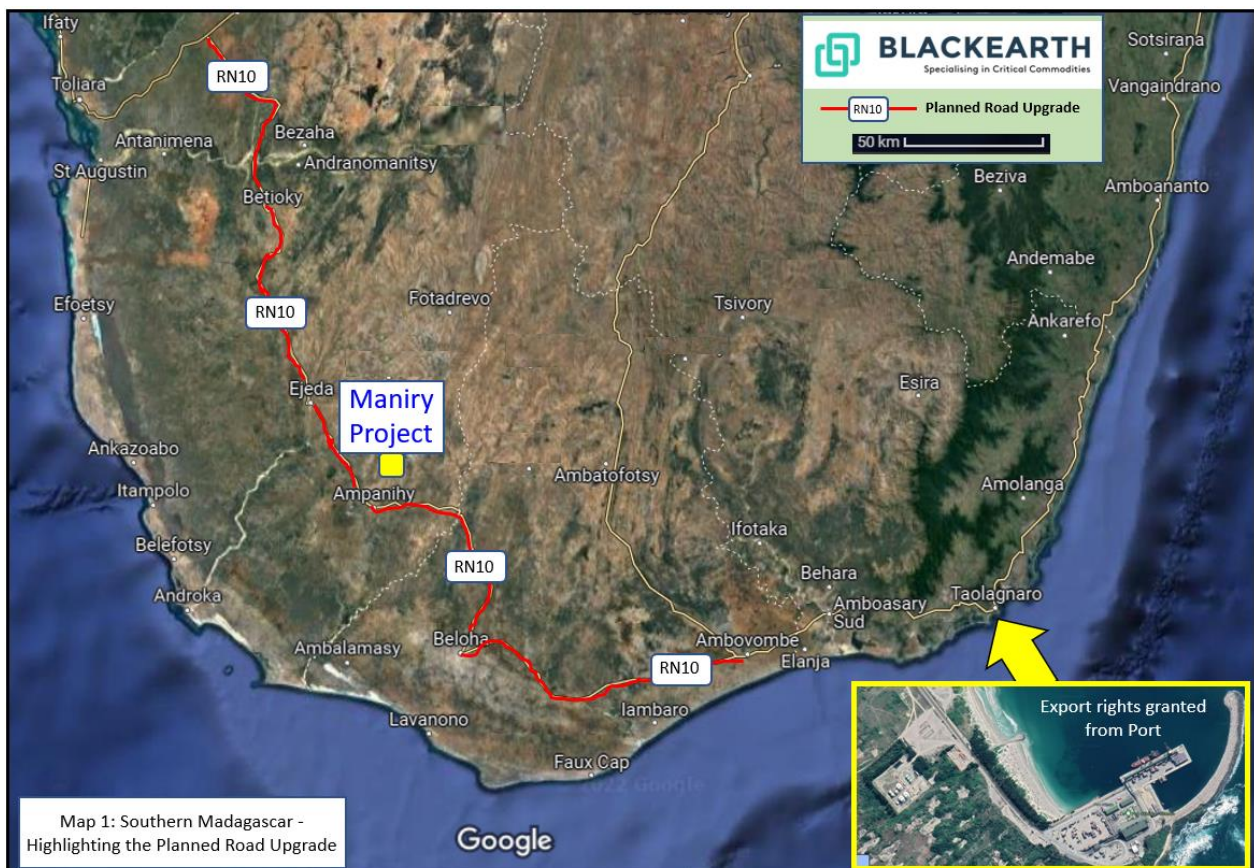 Ifaty
RN10
Toliara
Antanimena
Bezaha
Andranomanitsy
St Augustin
Betioky
BLACKEARTH
Specialising in Critical Commodities
RN10
Planned Road Upgrade
50 km
Sotsirana
Vangaindrano
Beziva
Amboananto
Andemabe
Efoetsy
RN10
Fotadrevo
Tsivory
Ankarefo
Ejeda
Maniry
Project
Esira
Ankazoabo
Itampolo
Ampanihy
Ambatofotsy
Amolanga
Belefotsy
Ifotaka
Androka
RN10
Behara
Amboasary
Sud
Taolagnaro
Beloha
Ambalamasy
Ambovombe
Elanja
RN10
Lavanono
Iambaro
Faux Cap
2022 Google
Export rights granted
from Port
Map 1: Southern Madagascar -
Highlighting the Planned Road Upgrade
Google